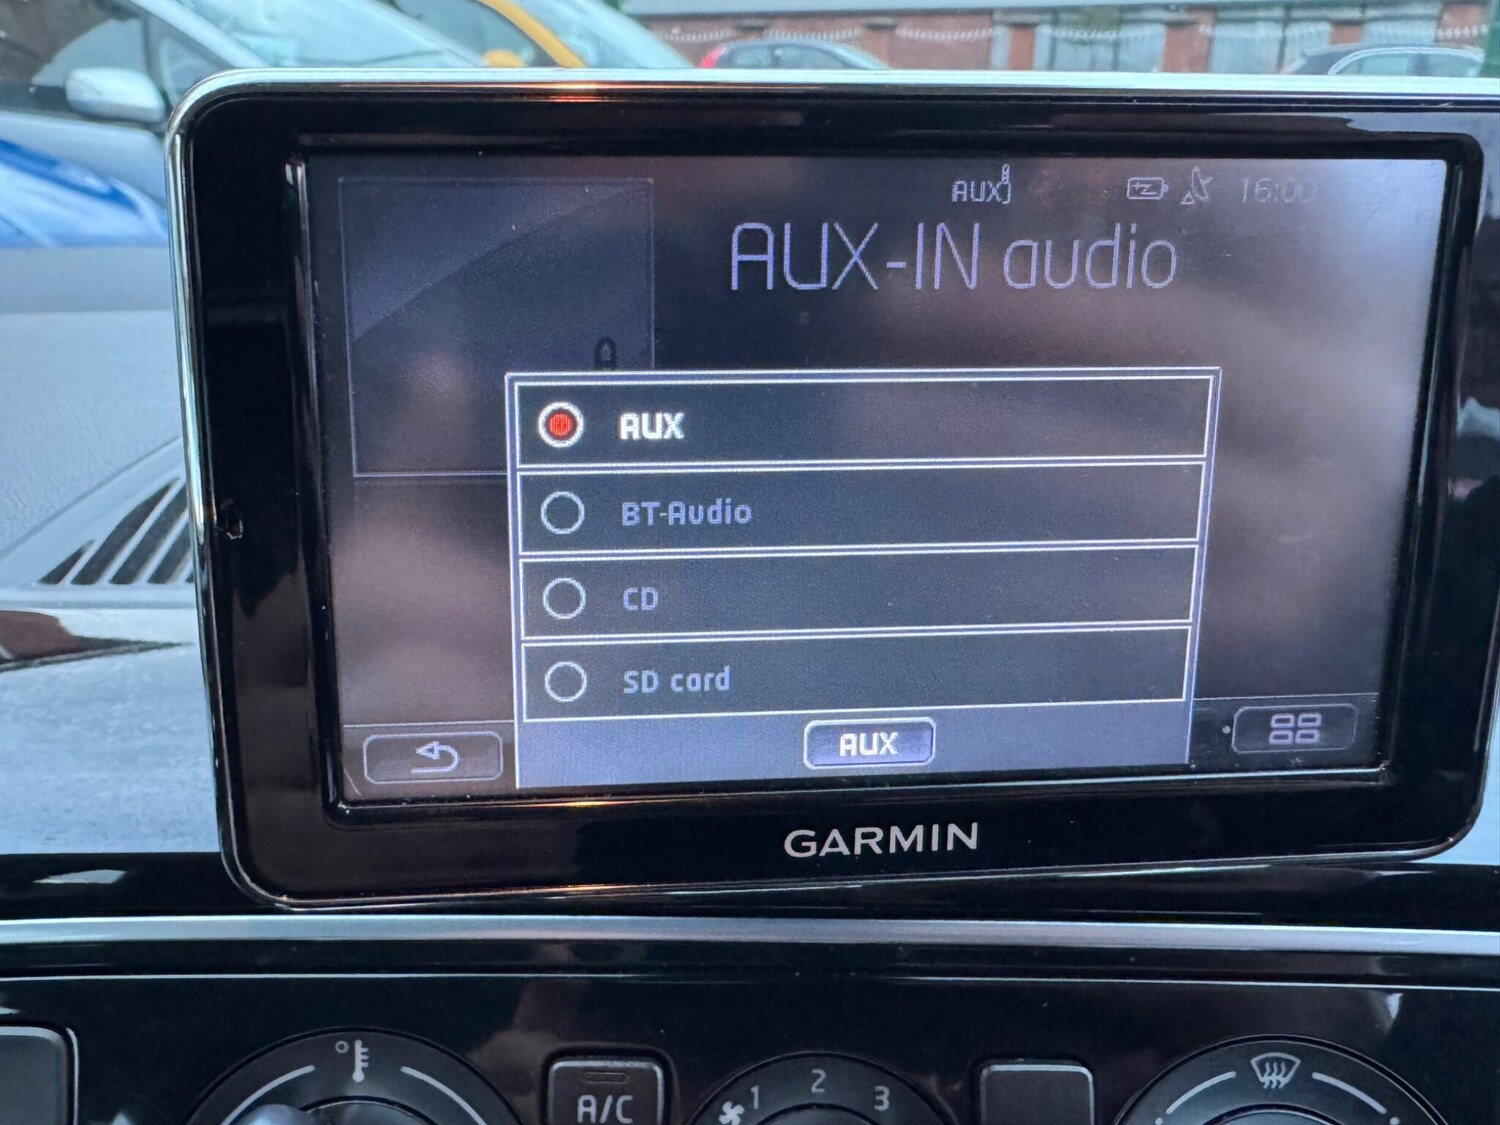 AUX
16:00
AUX-IN audio
A
AUX
BT-Audio
CD
SD card
AUX
GARMIN
A/C
1 2 3